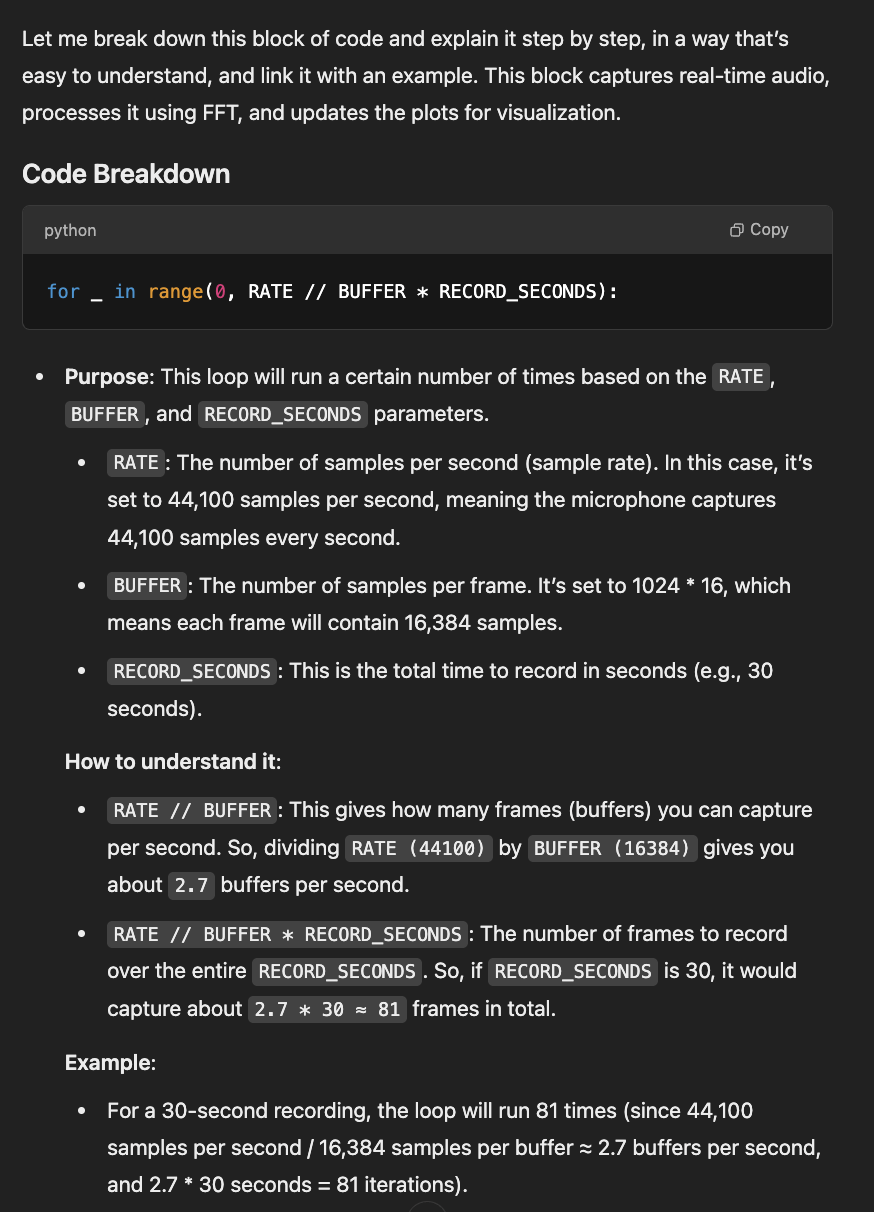 Let me break down this block of code and explain it step by step, in a way that’s
easy to understand, and link it with an example. This block captures real-time audio,
processes it using FFT, and updates the plots for visualization.
Code Breakdown
python
Copy
for _ in range(0, RATE // BUFFER * RECORD_SECONDS):
• Purpose: This loop will run a certain number of times based on the RATE ,
BUFFER , and RECORD_SECONDS parameters.
• RATE : The number of samples per second (sample rate). In this case, it’s
set to 44,100 samples per second, meaning the microphone captures
44,100 samples every second.
• BUFFER : The number of samples per frame. It’s set to 1024 * 16, which
means each frame will contain 16,384 samples.
• RECORD_SECONDS : This is the total time to record in seconds (e.g., 30
seconds).
How to understand it:
• RATE // BUFFER : This gives how many frames (buffers) you can capture
per second. So, dividing RATE (44100) by BUFFER (16384) gives you
about 2.7 buffers per second.
• RATE // BUFFER * RECORD_SECONDS : The number of frames to record
over the entire RECORD_SECONDS . So, if RECORD_SECONDS is 30, it would
capture about 2.7 * 30 ≈ 81 frames in total.
Example:
• For a 30-second recording, the loop will run 81 times (since 44,100
samples per second / 16,384 samples per buffer ≈ 2.7 buffers per second,
and 2.7 * 30 seconds = 81 iterations).